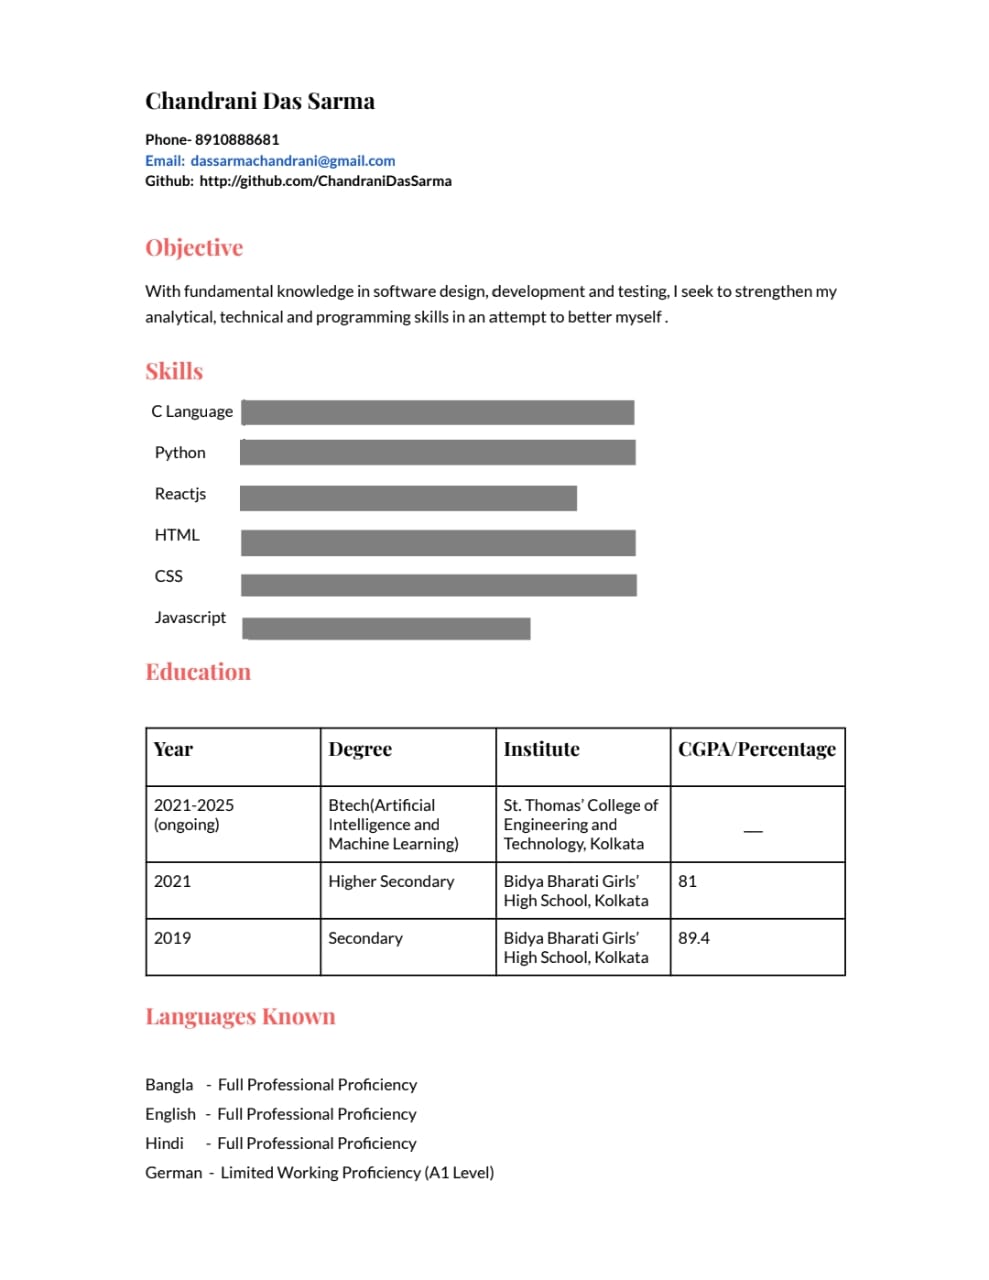 Chandrani Das Sarma
Phone- 8910888681
Email: dassarmachandrani@gmail.com
Github: http://github.com/ChandraniDasSarma
Objective
With fundamental knowledge in software design, development and testing, I seek to strengthen my
analytical, technical and programming skills in an attempt to better myself .
Skills
C Language
Python
Reactjs
HTML
CSS
Javascript
Education
Year Degree Institute CGPA/Percentage
2021-2025 Btech(Artificial St. Thomas’ College of
(ongoing) Intelligence and Engineering and __
Machine Learning) Technology, Kolkata
2021 Higher Secondary Bidya Bharati Girls’ 81
High School, Kolkata
2019 Secondary Bidya Bharati Girls’ 89.4
High School, Kolkata
Languages Known
Bangla - Full Professional Proficiency
English - Full Professional Proficiency
Hindi - Full Professional Proficiency
German - Limited Working Proficiency (A1 Level)